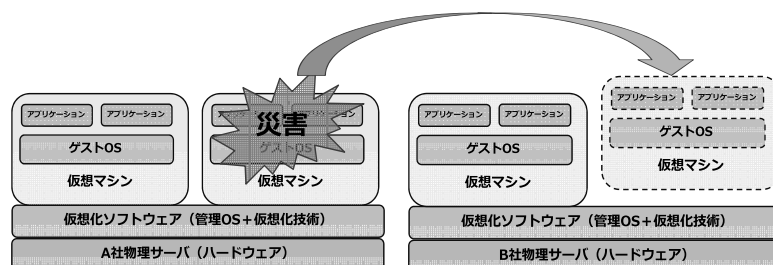 アプリケーション アプリケーション
ゲストOS
仮想マシン
災害
ゲストOS
仮想マシン
仮想化ソフトウェア（管理OS＋仮想化技術）
A社物理サーバ（ハードウェア）
アプリケーション アプリケーション
ゲストOS
仮想マシン
アプリケーション アプリケーション
ゲストOS
仮想マシン
仮想化ソフトウェア（管理OS＋仮想化技術）
B社物理サーバ（ハードウェア）